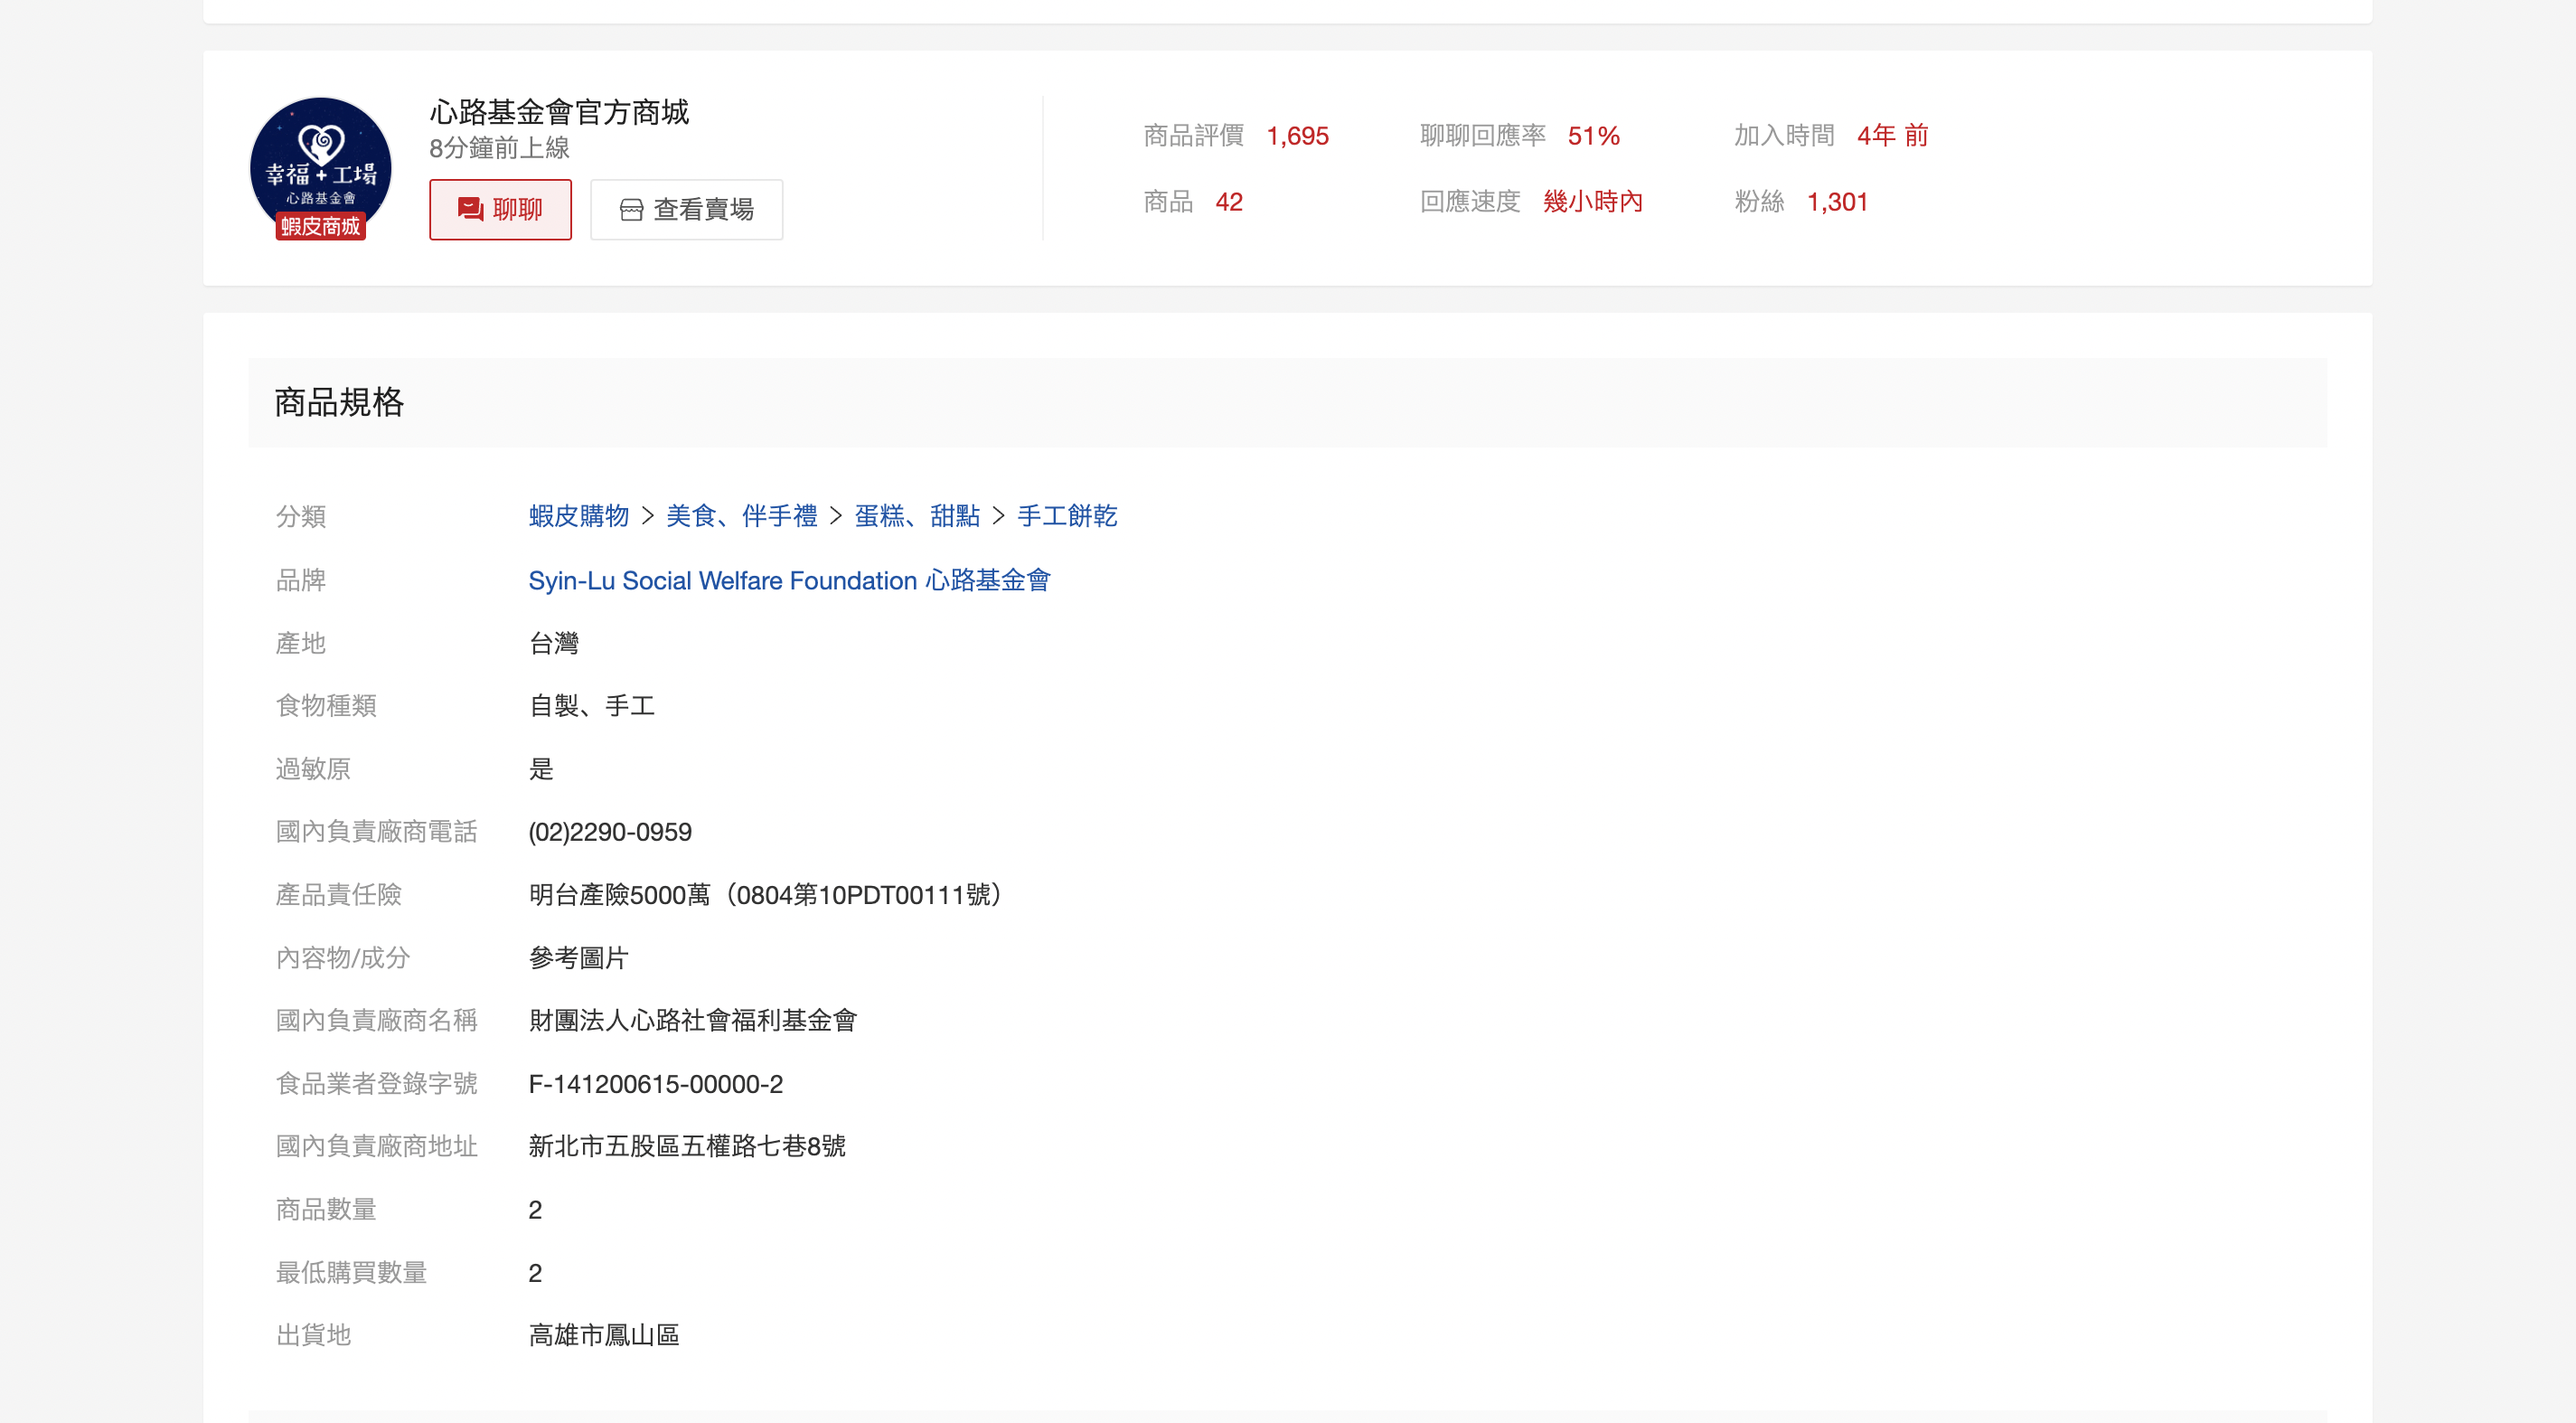 心路基金會官方商城
8分鐘前上線
幸福+工場
心路基金會
蝦皮商城
聊聊
查看賣場
商品評價 1,695 聊聊回應率 51% 加入時間 4年 前
商品 42 回應速度 幾小時內 粉絲 1,301
商品規格
分類 蝦皮購物 > 美食、伴手禮 > 蛋糕、甜點 > 手工餅乾
品牌 Syin-Lu Social Welfare Foundation 心路基金會
產地 台灣
食物種類 自製、手工
過敏原 是
國內負責廠商電話 (02)2290-0959
產品責任險 明台產險5000萬（0804第10PDT00111號）
內容物/成分 參考圖片
國內負責廠商名稱 財團法人心路社會福利基金會
食品業者登錄字號 F-141200615-00000-2
國內負責廠商地址 新北市五股區五權路七巷8號
商品數量 2
最低購買數量 2
出貨地 高雄市鳳山區